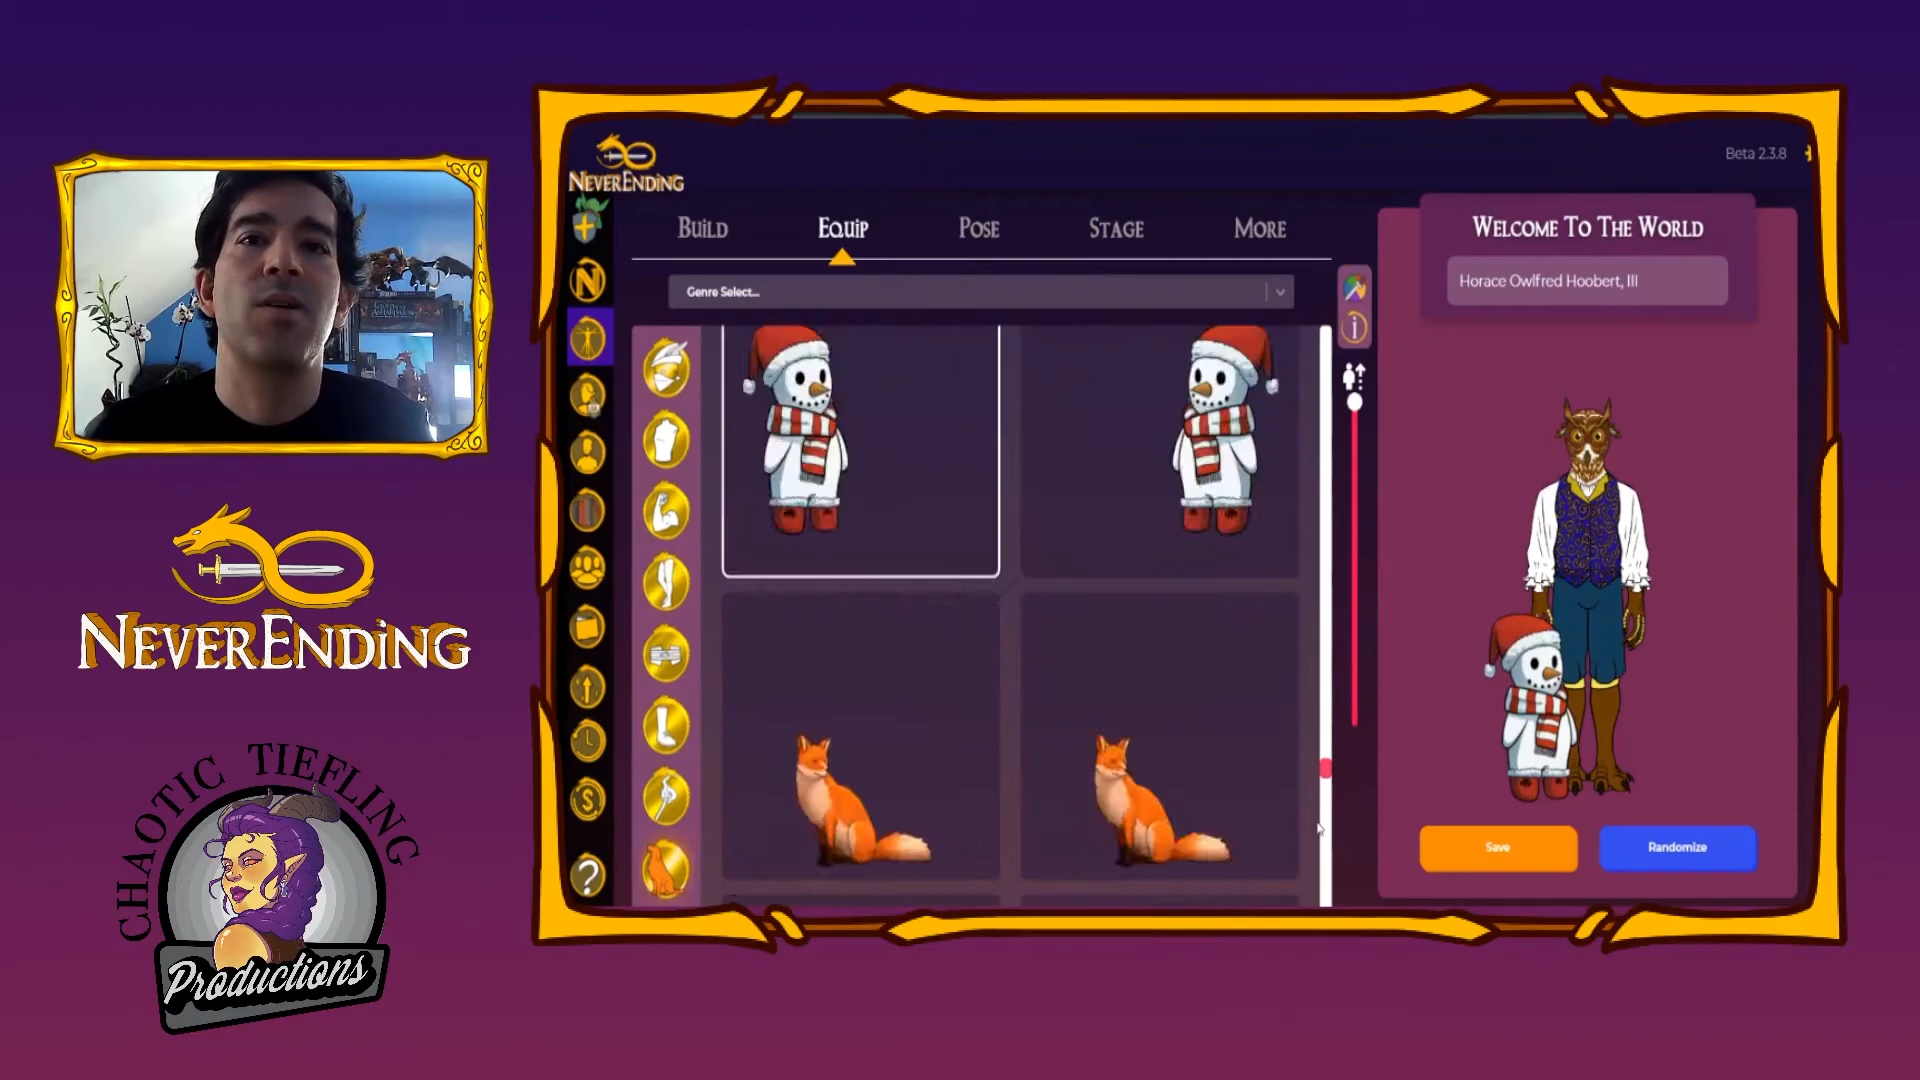 NEVERENDING
Beta 2.3.8
BUILD
EQUIP
POSE
STAGE
MORE
Genre Select...
WELCOME TO THE WORLD
Horace Owlfred Hoobert, III
Save
Randomize
NEVERENDING
CHAOTIC TIEFLING
Productions